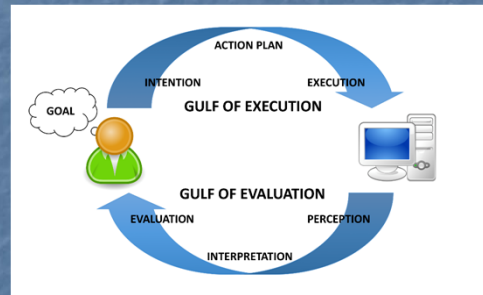 ACTION PLAN
INTENTION
EXECUTION
GOAL
GULF OF EXECUTION
GULF OF EVALUATION
EVALUATION
PERCEPTION
INTERPRETATION